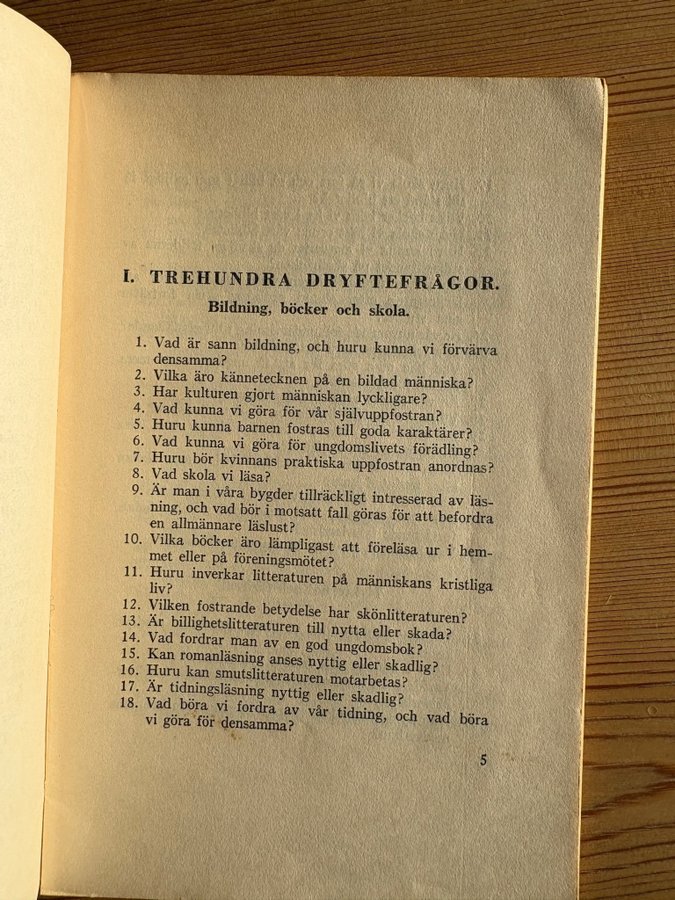 I. TREHUNDRA DRYFTEFRÅGOR.
Bildning, böcker och skola.
1. Vad är sann bildning, och huru kunna vi förvärva
densamma?
2. Vilka äro kännetecknen på en bildad människa?
3. Har kulturen gjort människan lyckligare?
4. Vad kunna vi göra för vår självuppfostran?
5. Huru kunna barnen fostras till goda karaktärer?
6. Vad kunna vi göra för ungdomslivets förädling?
7. Huru bör kvinnans praktiska uppfostran anordnas?
8. Vad skola vi läsa?
9. Är man i våra bygder tillräckligt intresserad av läs-
ning, och vad bör i motsatt fall göras för att befordra
en allmännare läslust?
10. Vilka böcker äro lämpligast att föreläsa ur i hem-
met eller på föreningsmötet?
11. Huru inverkar litteraturen på människans kristliga
liv?
12. Vilken fostrande betydelse har skönlitteraturen?
13. Är billighetslitteraturen till nytta eller skada?
14. Vad fordrar man av en god ungdomsbok?
15. Kan romanläsning anses nyttig eller skadlig?
16. Huru kan smutslitteraturen motarbetas?
17. Är tidningsläsning nyttig eller skadlig?
18. Vad böra vi fordra av vår tidning, och vad böra
vi göra för densamma?
5